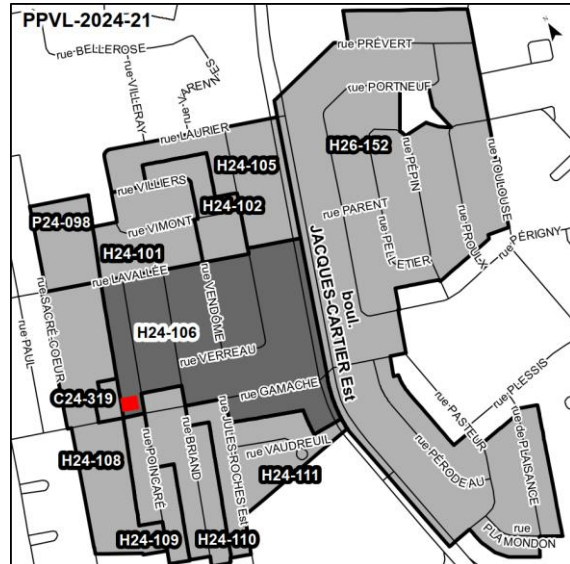 PPVL-2024-21
rue BELLEROSE
rue VILLERAY
rue V
ARENNES
rue LAURIER
rue PRÉVERT
rue PORTNEUF
H26-152
H24-105
rue VILLIERS
H24-102
rue PÉPIN
rue TOULOUSE
P24-098
rue VIMONT
rue PARENT
rue PELLETIER
rue PROULX
rue PÉRIGNY
H24-101
rue LAVALLÉE
boul.
JACQUES-CARTIER Est
rue SACRÉ-COEUR
rue PAUL
rue VENDÔME
H24-106
rue VERREAU
C24-319
rue GAMACHE
rue PLESSIS
rue PASTEUR
rue de PLAISANCE
H24-108
rue POINCARÉ
rue BRIAND
rue JULES-ROCHES Est
rue VAUDREUIL
H24-111
rue PÉRODEAU
H24-109
H24-110
rue
PLAMONDON